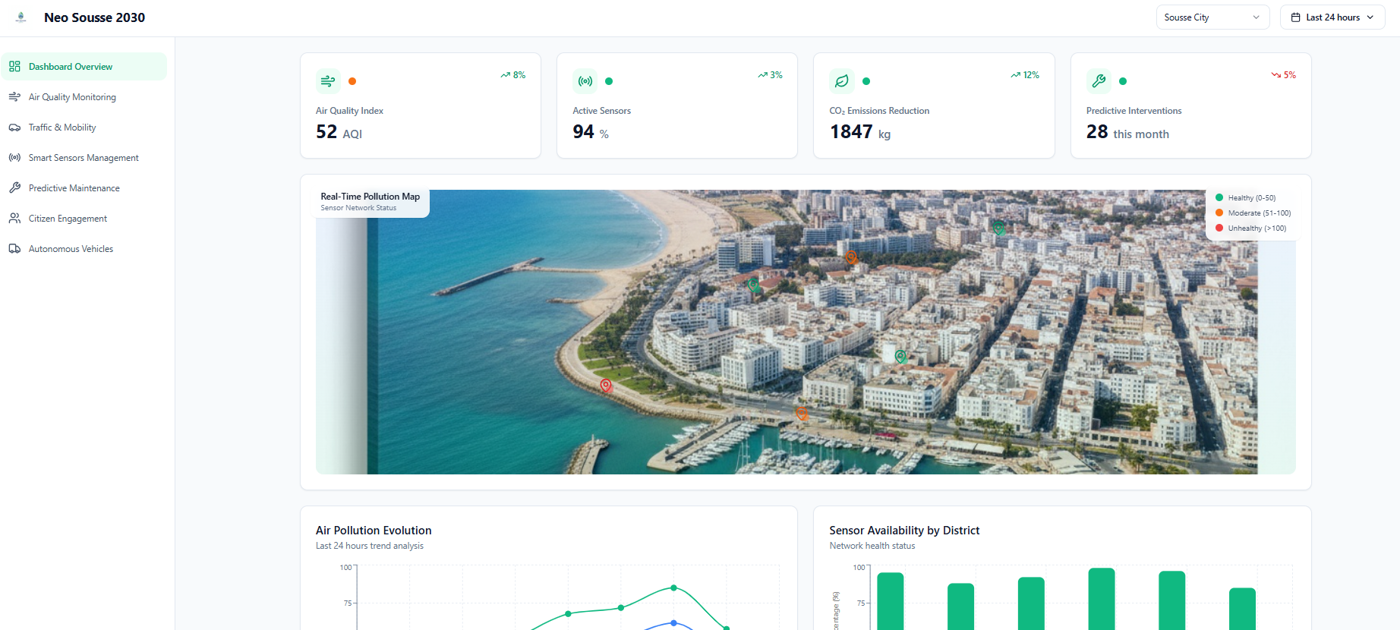 Neo Sousse 2030
Sousse City
Last 24 hours
Dashboard Overview
Air Quality Monitoring
Traffic & Mobility
Smart Sensors Management
Predictive Maintenance
Citizen Engagement
Autonomous Vehicles
8%
Air Quality Index
52 AQI
3%
Active Sensors
94 %
12%
CO₂ Emissions Reduction
1847 kg
5%
Predictive Interventions
28 this month
Real-Time Pollution Map
Sensor Network Status
Healthy (0-50)
Moderate (51-100)
Unhealthy (>100)
Air Pollution Evolution
Last 24 hours trend analysis
100
75
Sensor Availability by District
Network health status
100
75